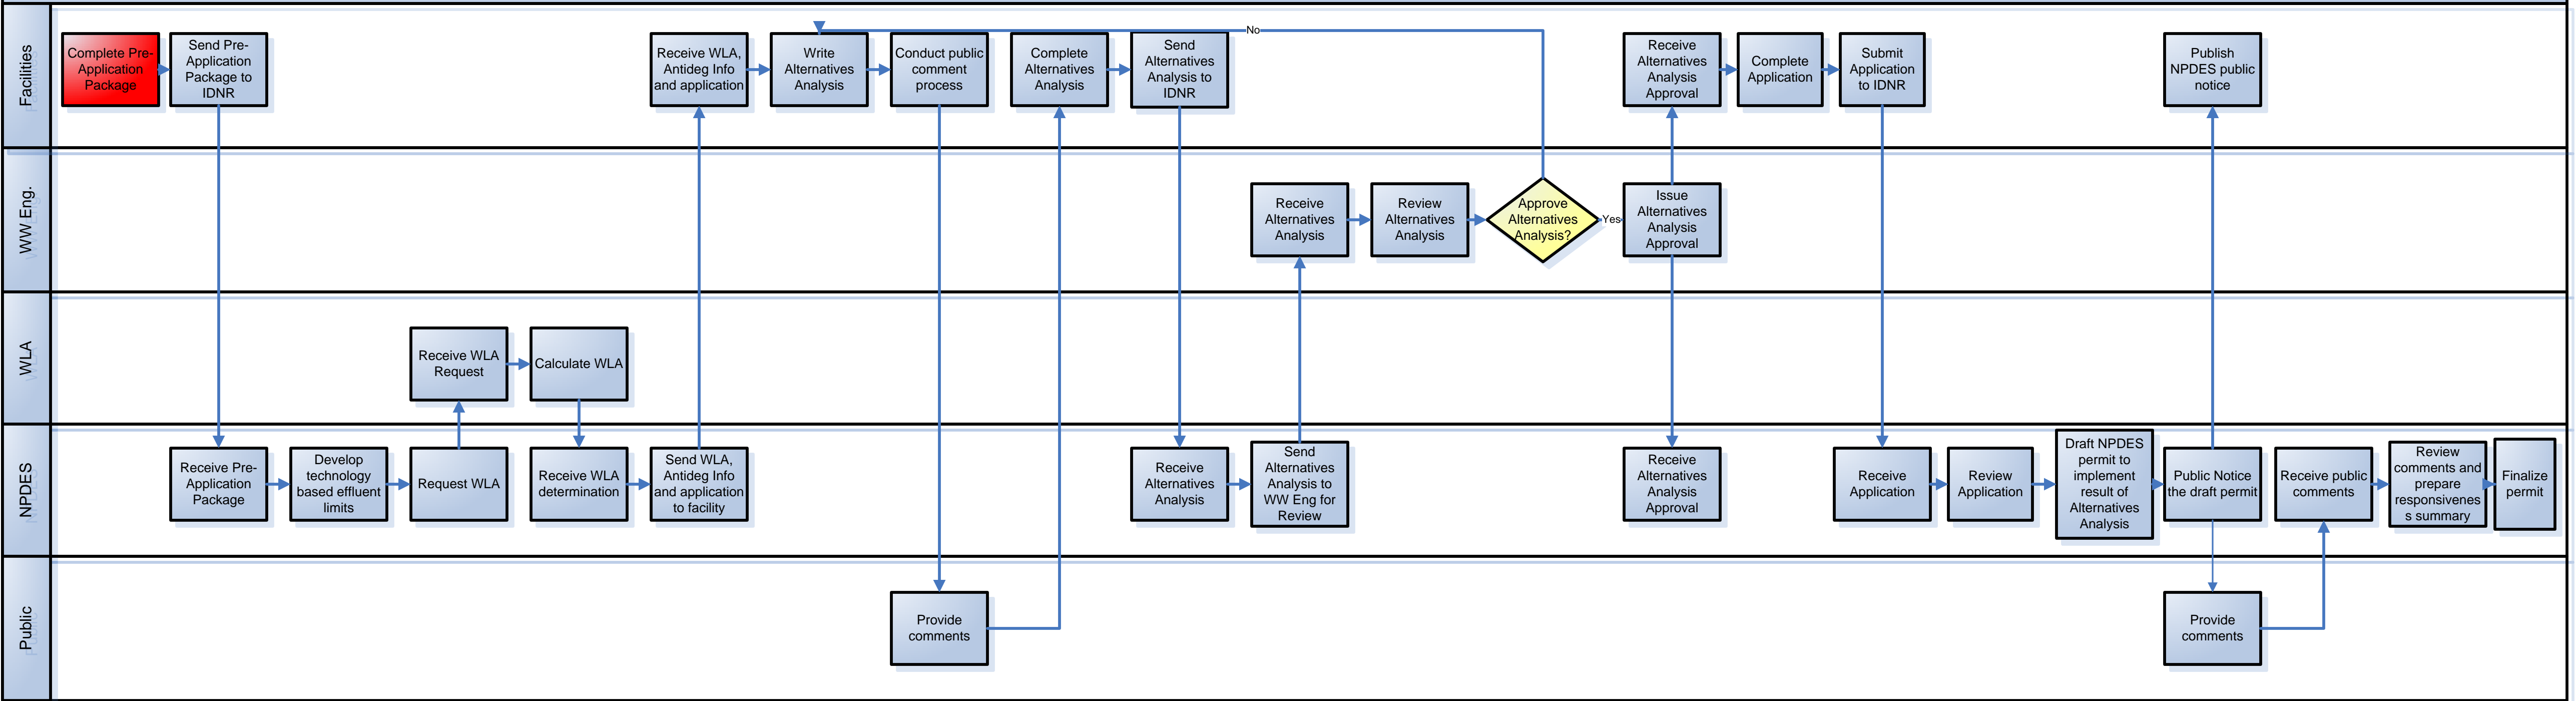 Facilities
Complete Pre-
Application
Package
Send Pre-
Application
Package to
IDNR
Receive WLA,
Antideg Info
and application
Write
Alternatives
Analysis
Conduct public
comment
process
Complete
Alternatives
Analysis
Send
Alternatives
Analysis to
IDNR
No
Receive
Alternatives
Analysis
Approval
Complete
Application
Submit
Application
to IDNR
Publish
NPDES public
notice
WW Eng.
Receive
Alternatives
Analysis
Review
Alternatives
Analysis
Approve
Alternatives
Analysis?
Yes
Issue
Alternatives
Analysis
Approval
WLA
Receive WLA
Request
Calculate WLA
NPDES
Receive Pre-
Application
Package
Develop
technology
based effluent
limits
Request WLA
Receive WLA
determination
Send WLA,
Antideg Info
and application
to facility
Receive
Alternatives
Analysis
Send
Alternatives
Analysis to
WW Eng for
Review
Receive
Alternatives
Analysis
Approval
Receive
Application
Review
Application
Draft NPDES
permit to
implement
result of
Alternatives
Analysis
Public Notice
the draft permit
Receive public
comments
Review
comments and
prepare
responsivenes
s summary
Finalize
permit
Public
Provide
comments
Provide
comments